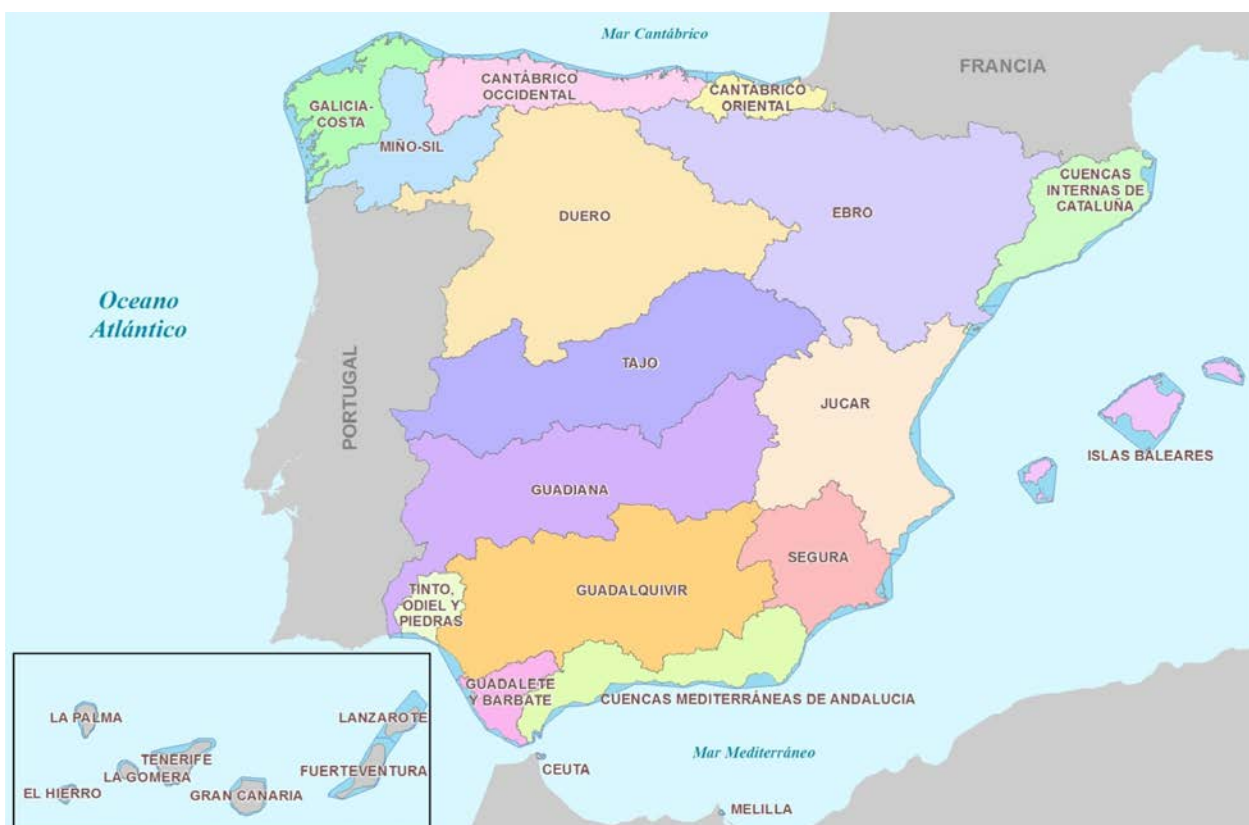 Mar Cantábrico
FRANCIA
CANTÁBRICO
OCCIDENTAL
CANTÁBRICO
ORIENTAL
GALICIA-
COSTA
MIÑO-SIL
CUENCAS
INTERNAS DE
CATALUÑA
DUERO
EBRO
Oceano
Atlántico
PORTUGAL
TAJO
JUCAR
ISLAS BALEARES
GUADIANA
SEGURA
TINTO,
ODIEL Y
PIEDRAS
GUADALQUIVIR
GUADALETE
Y BARBATE
CUENCAS MEDITERRÁNEAS DE ANDALUCIA
Mar Mediterráneo
CEUTA
MELILLA
LA PALMA
LANZAROTE
TENERIFE
LA GOMERA
FUERTEVENTURA
EL HIERRO
GRAN CANARIA